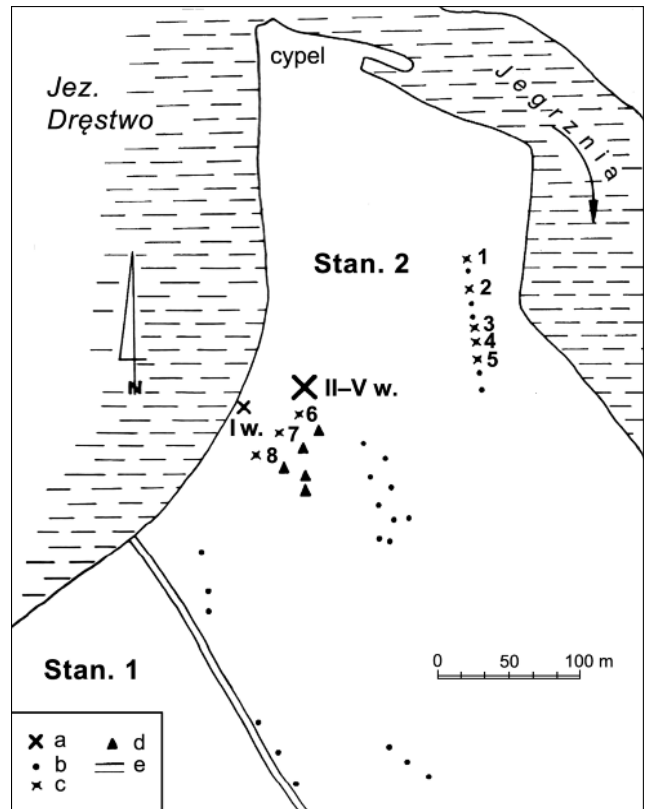 cypel
Jez.
Dręstwo
Jegrznia
Stan. 2
1
2
3
4
5
N
II–V w.
I w.
6
7
8
Stan. 1
0 50 100 m
a d
b e
c